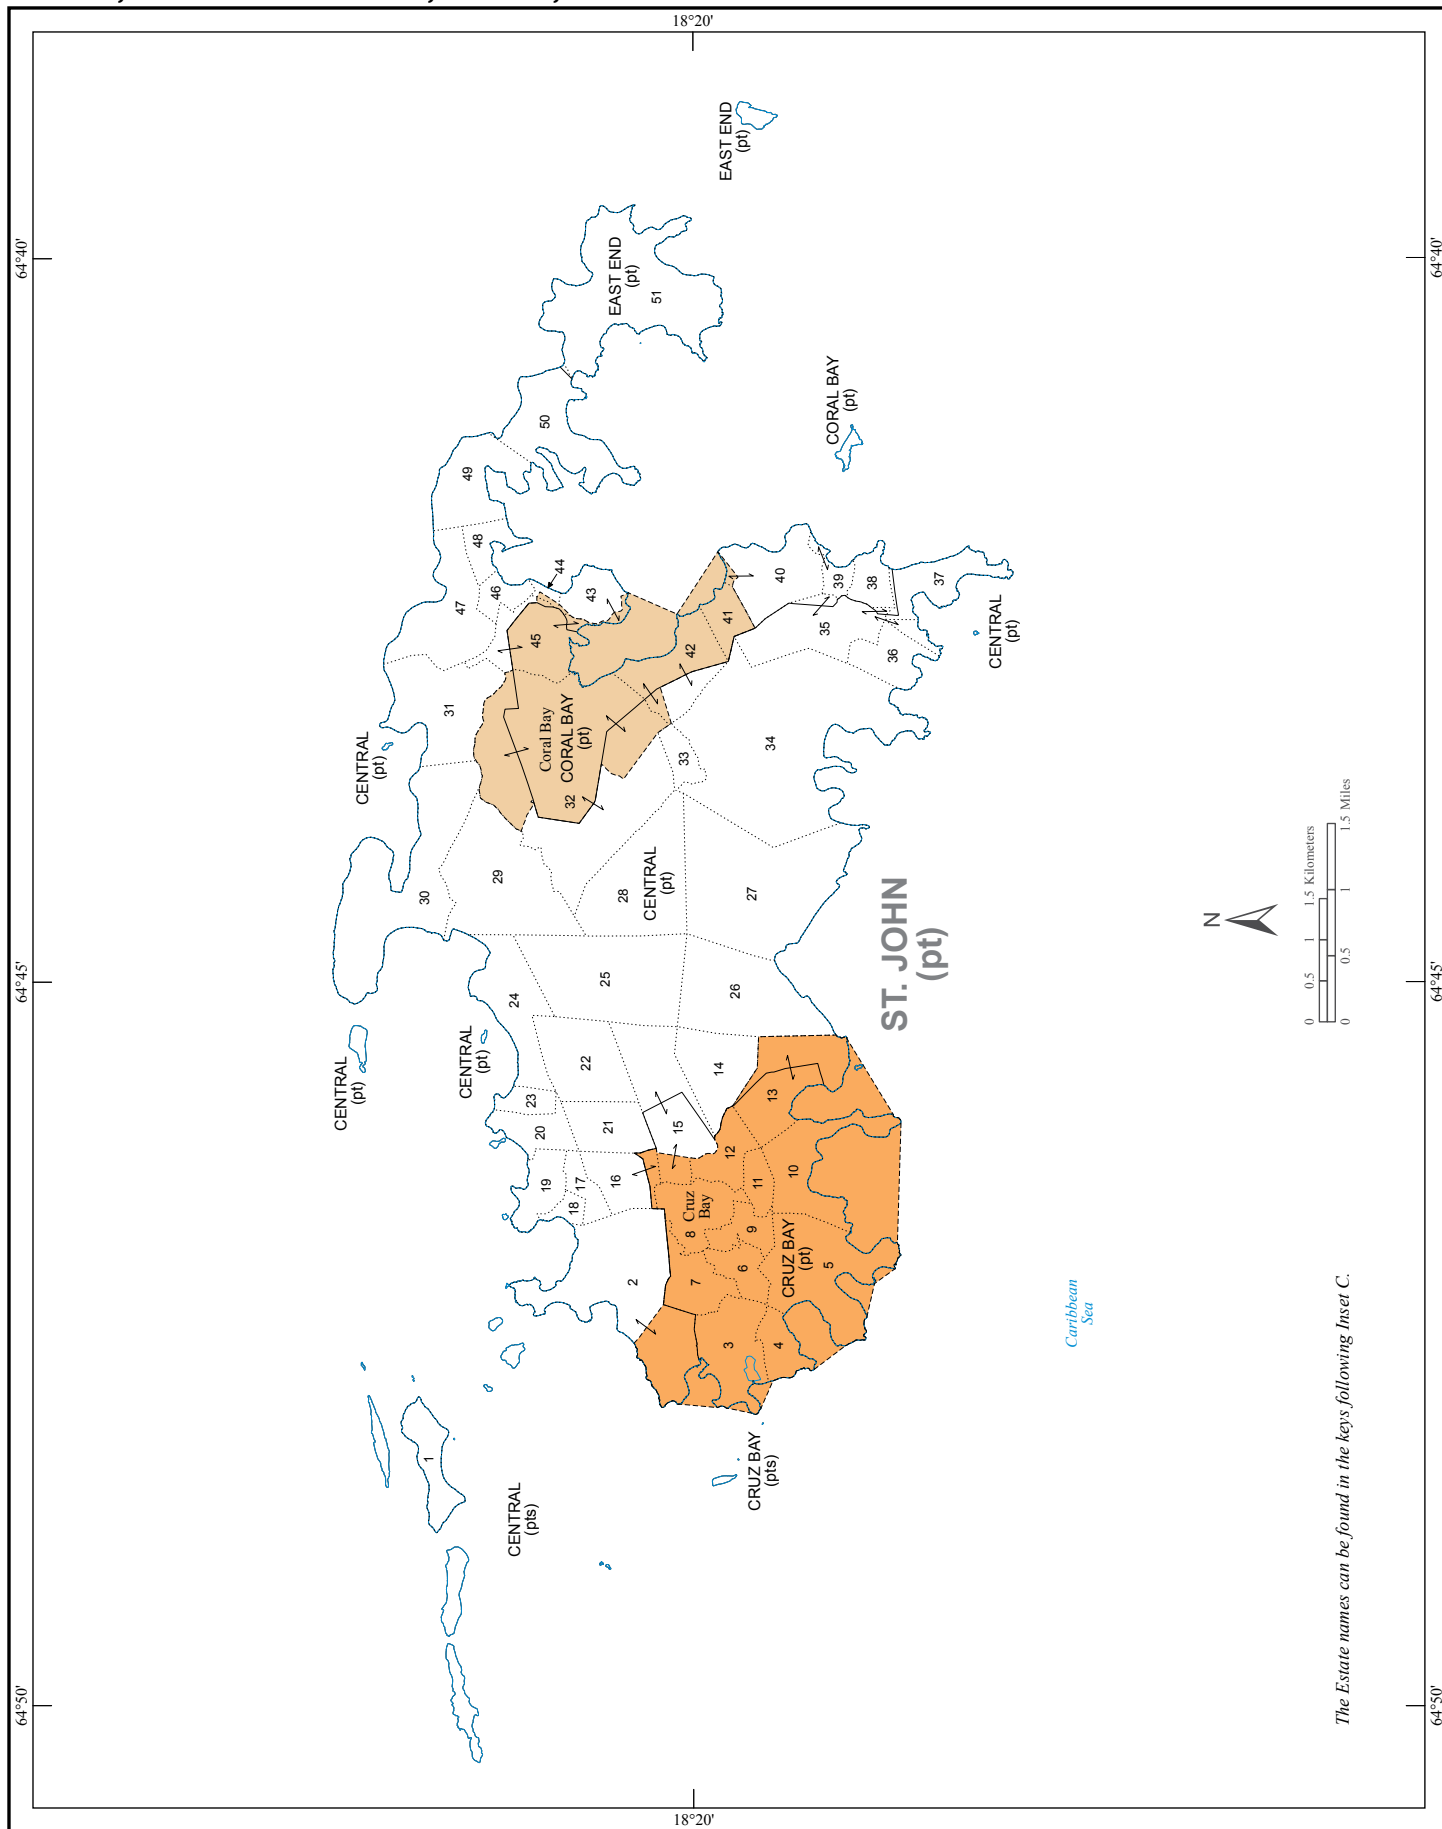 18°20'
64°40'
64°45'
64°50'
64°40'
64°45'
64°50'
18°20'
EAST END
(pt)
EAST END
(pt)
51
50
49
48
47
46
44
43
45
CORAL BAY
(pt)
40
39
38
37
41
35
36
42
CENTRAL
(pt)
31
Coral Bay
CORAL BAY
(pt)
32
33
34
CENTRAL
(pt)
30
29
28
CENTRAL
(pt)
27
ST. JOHN
(pt)
CENTRAL
(pt)
CENTRAL
(pt)
24
25
26
22
23
20
21
14
15
13
19
18
17
16
12
11
10
Cruz
Bay
8
9
CRUZ BAY
(pt)
7
6
5
2
3
4
1
CENTRAL
(pts)
CRUZ BAY
(pts)
Caribbean
Sea
N
0 0.5 1 1.5 Kilometers
0 0.5 1 1.5 Miles
The Estate names can be found in the keys following Inset C.